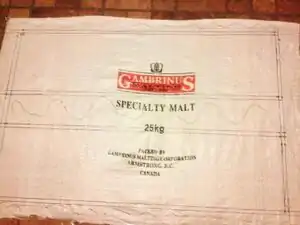 GAMBRINUS
SPECIALTY MALT
25kg
PACKED BY
GAMBRINUS MALTING CORPORATION
ARMSTRONG, B.C.
CANADA